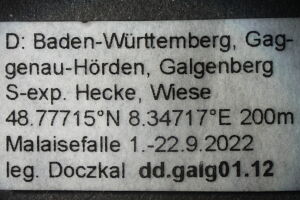 D: Baden-Württemberg, Gag-
genau-Hörden, Galgenberg
S-exp. Hecke, Wiese
48.77715°N 8.34717°E 200m
Malaisefalle 1.-22.9.2022
leg. Doczkal dd.galg01.12